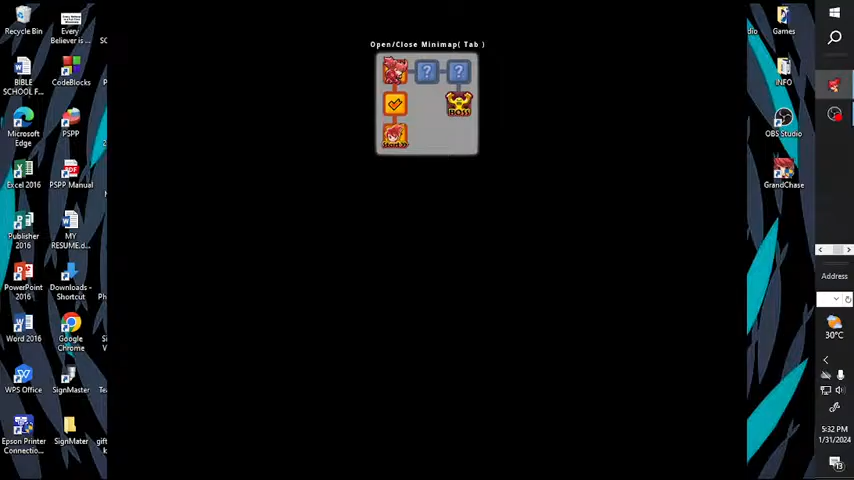 Open/Close Minimap( Tab )
Start
BOSS
Recycle Bin
Every
Believer is ...
BIBLE
SCHOOL F...
CodeBlocks
Microsoft
Edge
PSPP
Excel 2016
PSPP Manual
Publisher
2016
MY
RESUME.d...
PowerPoint
2016
Downloads -
Shortcut
Word 2016
Google
Chrome
WPS Office
SignMaster
Epson Printer
Connectio...
SignMater
Games
iNFO
OBS Studio
GrandChase
Address
30°C
5:32 PM
1/31/2024
13